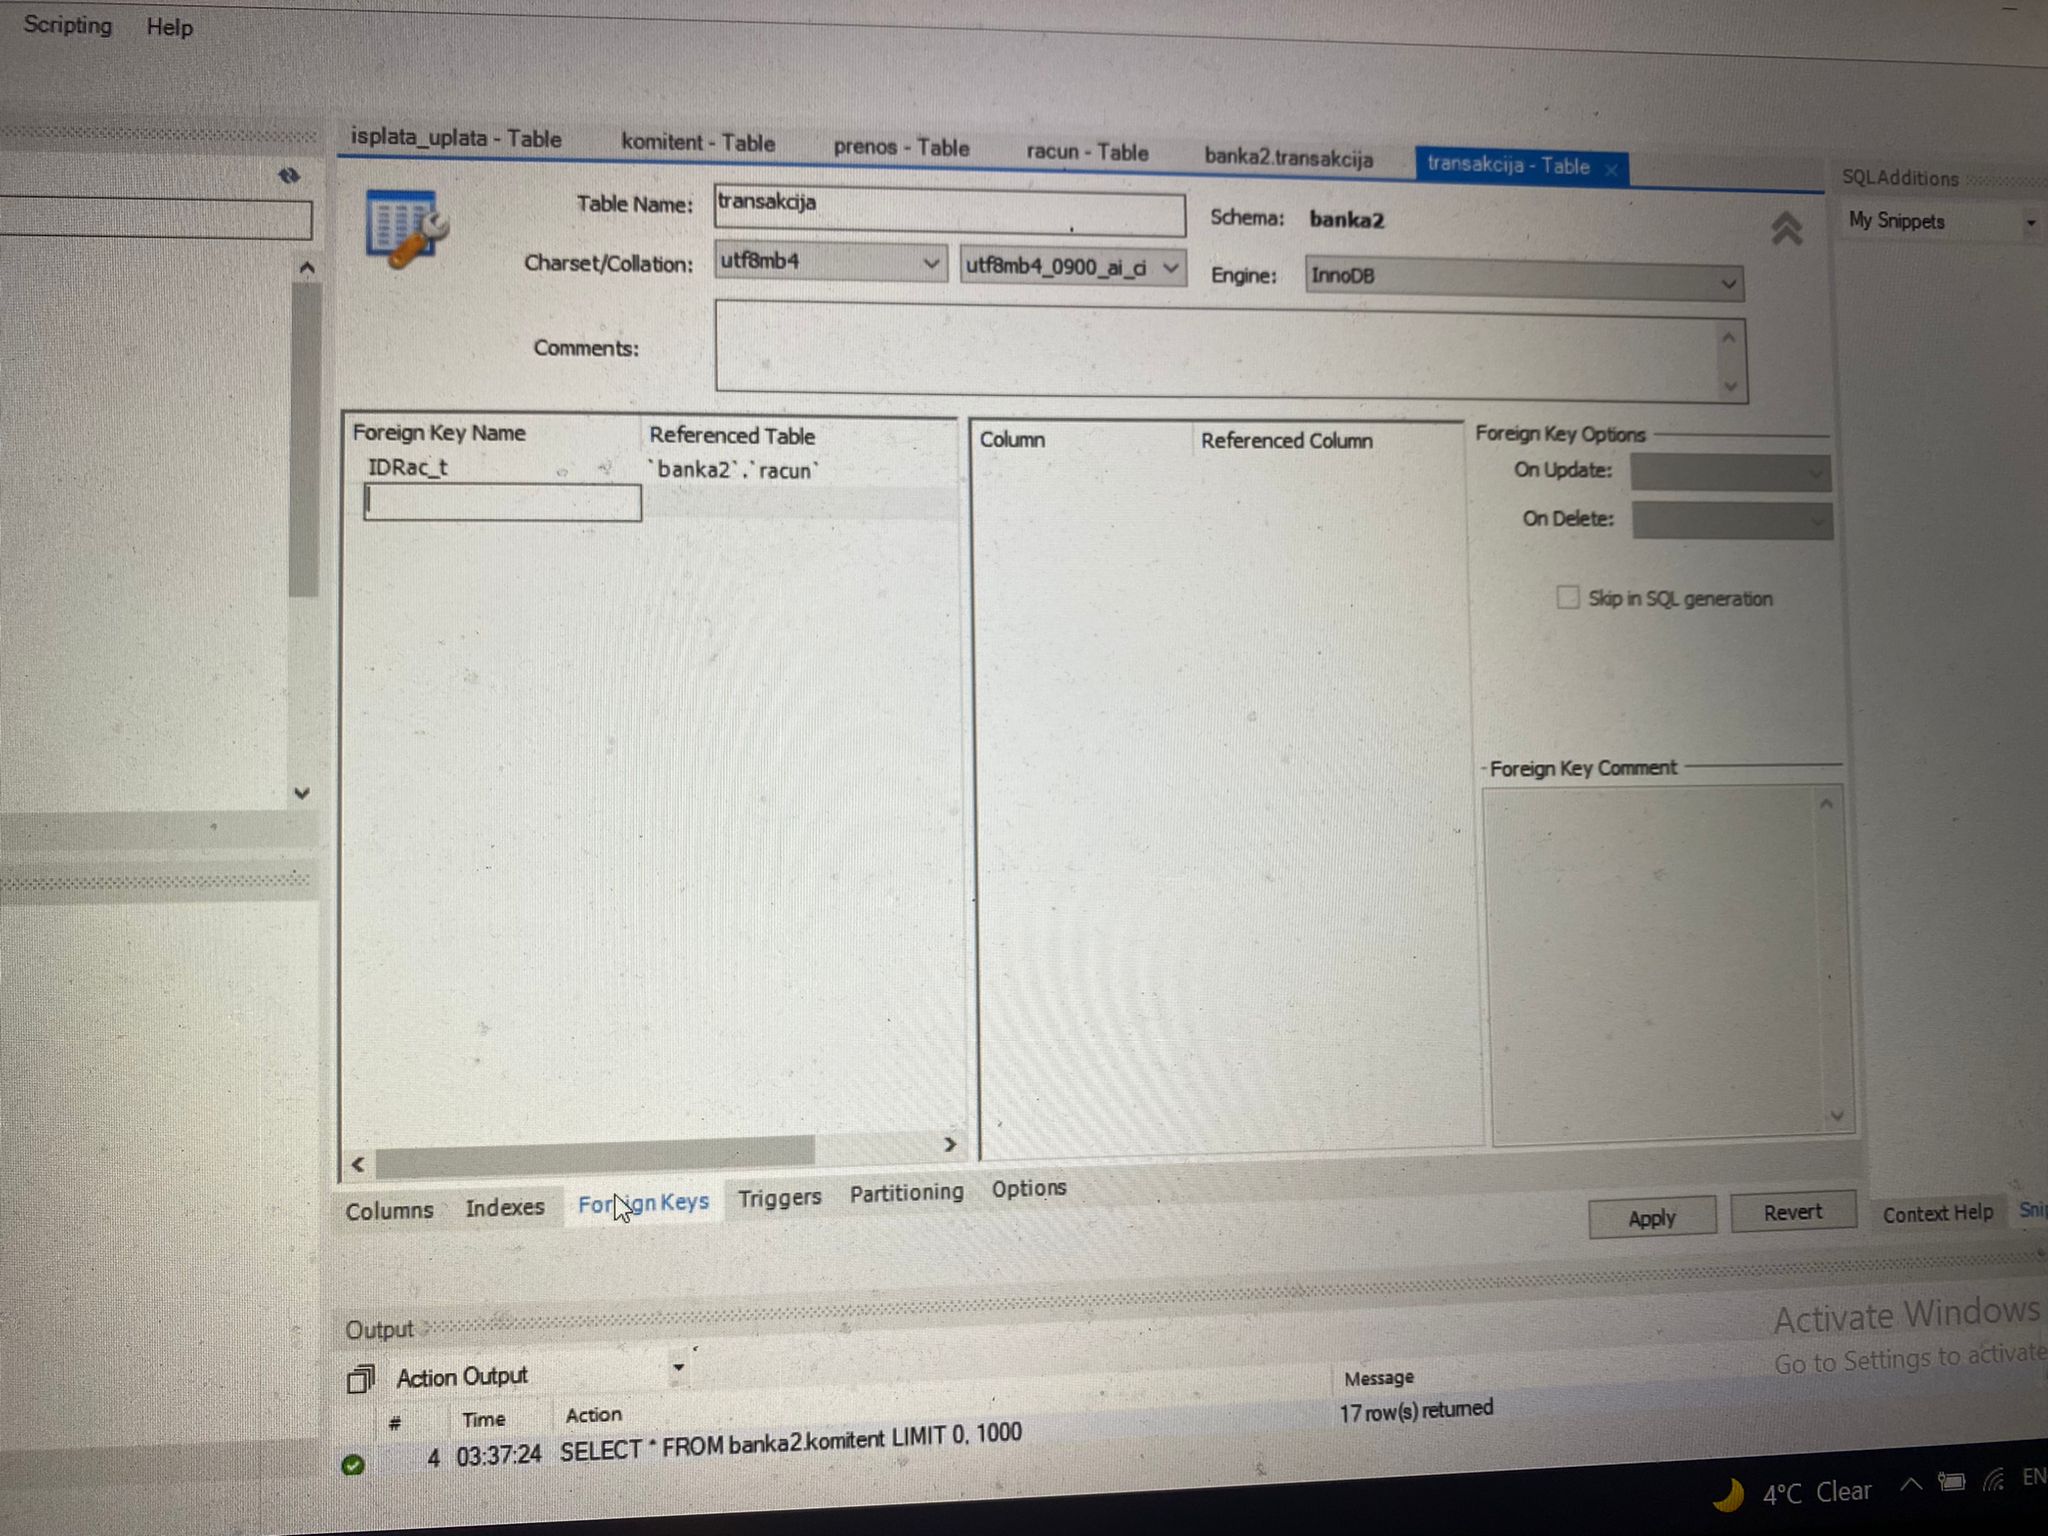 Scripting Help
isplata_uplata - Table komitent - Table prenos - Table racun - Table banka2.transakcija transakcija - Table
SQLAdditions
My Snippets
Table Name: transakcija Schema: banka2
Charset/Collation: utf8mb4 utf8mb4_0900_ai_ci Engine: InnoDB
Comments:
Foreign Key Name Referenced Table
IDRac_t `banka2`.`racun`
Column Referenced Column
Foreign Key Options
On Update:
On Delete:
Skip in SQL generation
Foreign Key Comment
Columns Indexes Foreign Keys Triggers Partitioning Options
Apply Revert
Context Help Snip
Output
Action Output
# Time Action Message
4 03:37:24 SELECT * FROM banka2.komitent LIMIT 0, 1000 17 row(s) returned
Activate Windows
Go to Settings to activate
4°C Clear EN